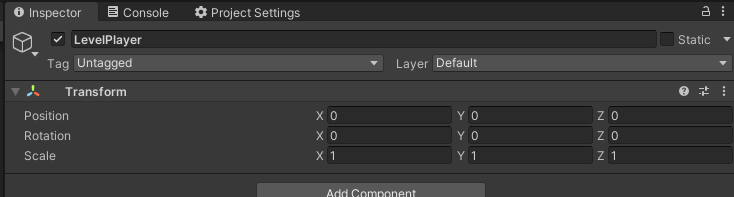 Inspector Console Project Settings
LevelPlayer Static
Tag Untagged Layer Default
Transform
Position X 0 Y 0 Z 0
Rotation X 0 Y 0 Z 0
Scale X 1 Y 1 Z 1
Add Component